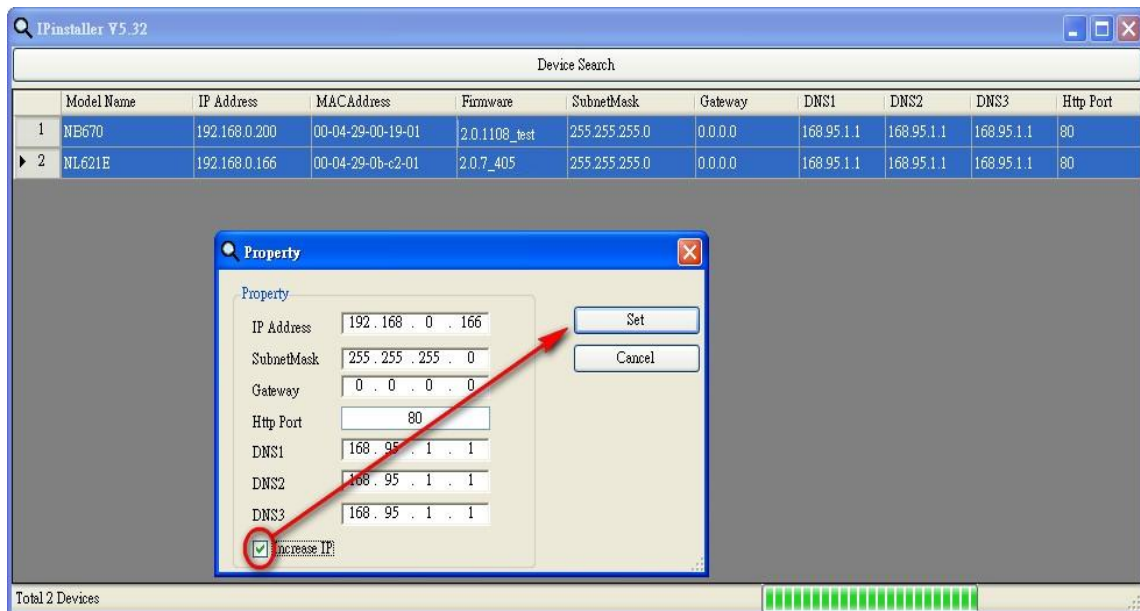 IPinstaller V5.32
Device Search
Model Name IP Address MACAddress Firmware SubnetMask Gateway DNS1 DNS2 DNS3 Http Port
1 NB670 192.168.0.200 00-04-29-00-19-01 2.0.1108_test 255.255.255.0 0.0.0.0 168.95.1.1 168.95.1.1 168.95.1.1 80
2 NL621E 192.168.0.166 00-04-29-0b-c2-01 2.0.7_405 255.255.255.0 0.0.0.0 168.95.1.1 168.95.1.1 168.95.1.1 80
Property
Property
IP Address 192 . 168 . 0 . 166 Set
SubnetMask 255 . 255 . 255 . 0 Cancel
Gateway 0 . 0 . 0 . 0
Http Port 80
DNS1 168 . 95 . 1 . 1
DNS2 168 . 95 . 1 . 1
DNS3 168 . 95 . 1 . 1
Increase IP
Total 2 Devices